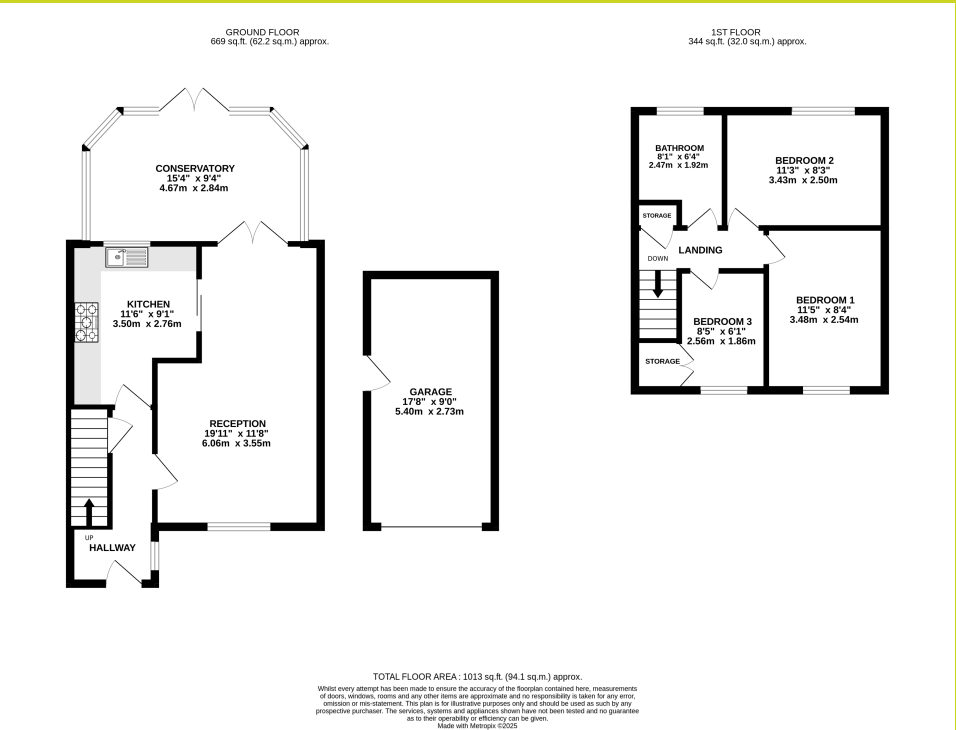 GROUND FLOOR
669 sq.ft. (62.2 sq.m.) approx.
1ST FLOOR
344 sq.ft. (32.0 sq.m.) approx.
CONSERVATORY
15'4" x 9'4"
4.67m x 2.84m
KITCHEN
11'6" x 9'1"
3.50m x 2.76m
RECEPTION
19'11" x 11'8"
6.06m x 3.55m
UP
HALLWAY
GARAGE
17'8" x 9'0"
5.40m x 2.73m
BATHROOM
8'1" x 6'4"
2.47m x 1.92m
BEDROOM 2
11'3" x 8'3"
3.43m x 2.50m
STORAGE
LANDING
DOWN
BEDROOM 1
11'5" x 8'4"
3.48m x 2.54m
BEDROOM 3
8'5" x 6'1"
2.56m x 1.86m
STORAGE
TOTAL FLOOR AREA : 1013 sq.ft. (94.1 sq.m.) approx.
Whilst every attempt has been made to ensure the accuracy of the floorplan contained here, measurements
of doors, windows, rooms and any other items are approximate and no responsibility is taken for any error,
omission or mis-statement. This plan is for illustrative purposes only and should be used as such by any
prospective purchaser. The services, systems and appliances shown have not been tested and no guarantee
as to their operability or efficiency can be given.
Made with Metropix ©2025